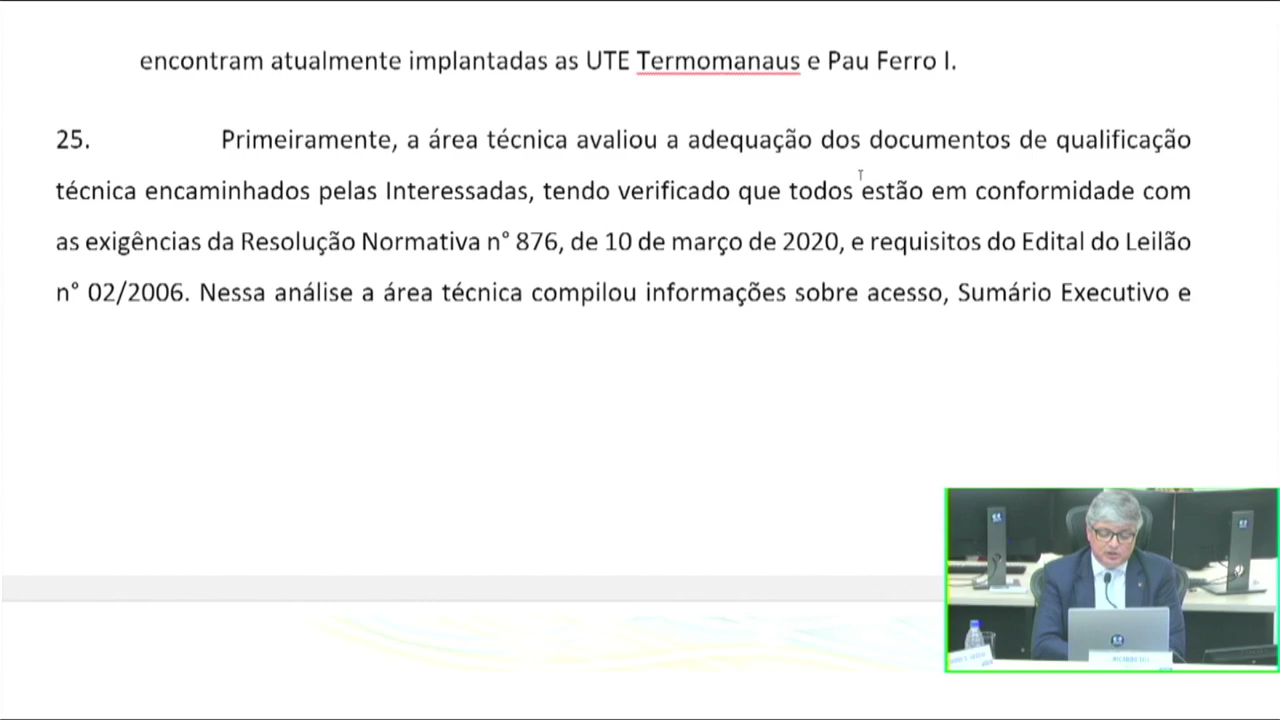 encontram atualmente implantadas as UTE Termomanaus e Pau Ferro I.
25. Primeiramente, a área técnica avaliou a adequação dos documentos de qualificação
técnica encaminhados pelas Interessadas, tendo verificado que todos estão em conformidade com
as exigências da Resolução Normativa n° 876, de 10 de março de 2020, e requisitos do Edital do Leilão
n° 02/2006. Nessa análise a área técnica compilou informações sobre acesso, Sumário Executivo e